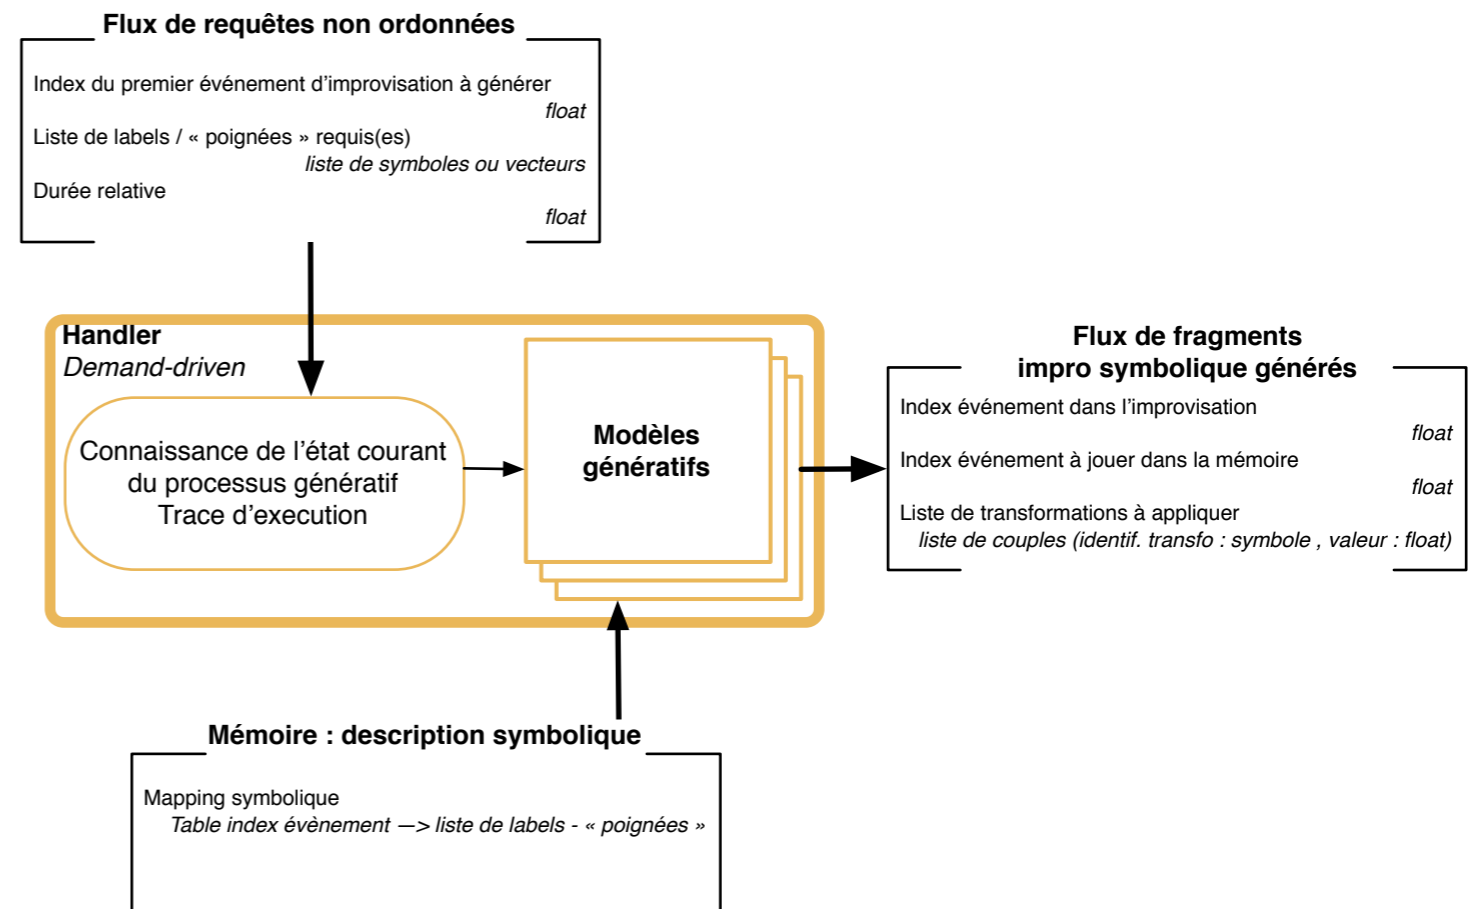 Flux de requêtes non ordonnées
Index du premier événement d'improvisation à générer
float
Liste de labels / « poignées » requis(es)
liste de symboles ou vecteurs
Durée relative
float
Handler
Demand-driven
Connaissance de l'état courant
du processus génératif
Trace d'execution
Modèles
génératifs
Flux de fragments
impro symbolique générés
Index événement dans l'improvisation
float
Index événement à jouer dans la mémoire
float
Liste de transformations à appliquer
liste de couples (identif. transfo : symbole , valeur : float)
Mémoire : description symbolique
Mapping symbolique
Table index évènement —> liste de labels - « poignées »